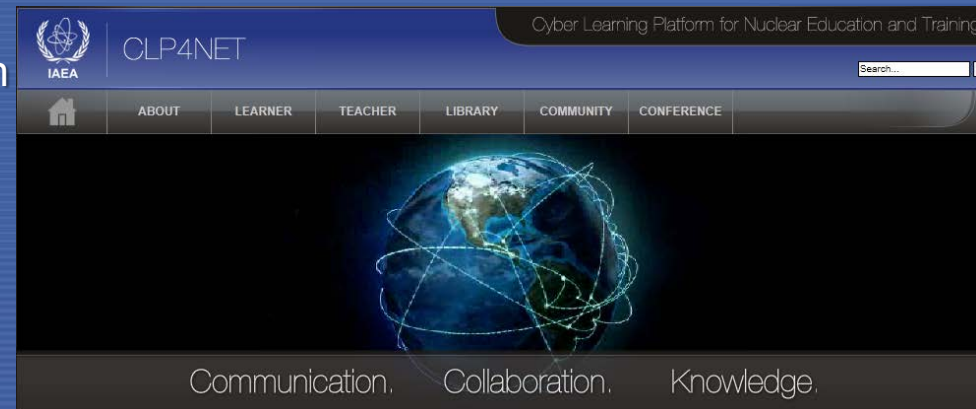 Cyber Learning Platform for Nuclear Education and Training
CLP4NET
IAEA
Search...
ABOUT LEARNER TEACHER LIBRARY COMMUNITY CONFERENCE
Communication. Collaboration. Knowledge.